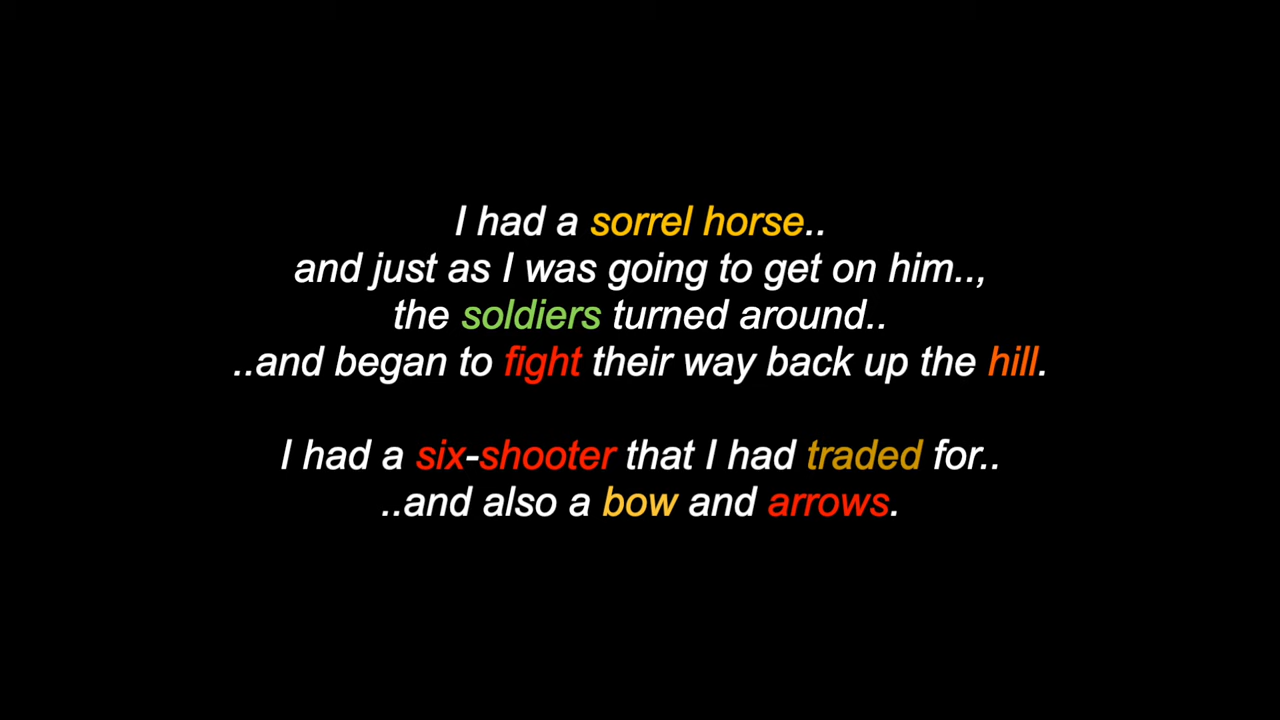 I had a sorrel horse..
and just as I was going to get on him..,
the soldiers turned around..
..and began to fight their way back up the hill.
I had a six-shooter that I had traded for..
..and also a bow and arrows.